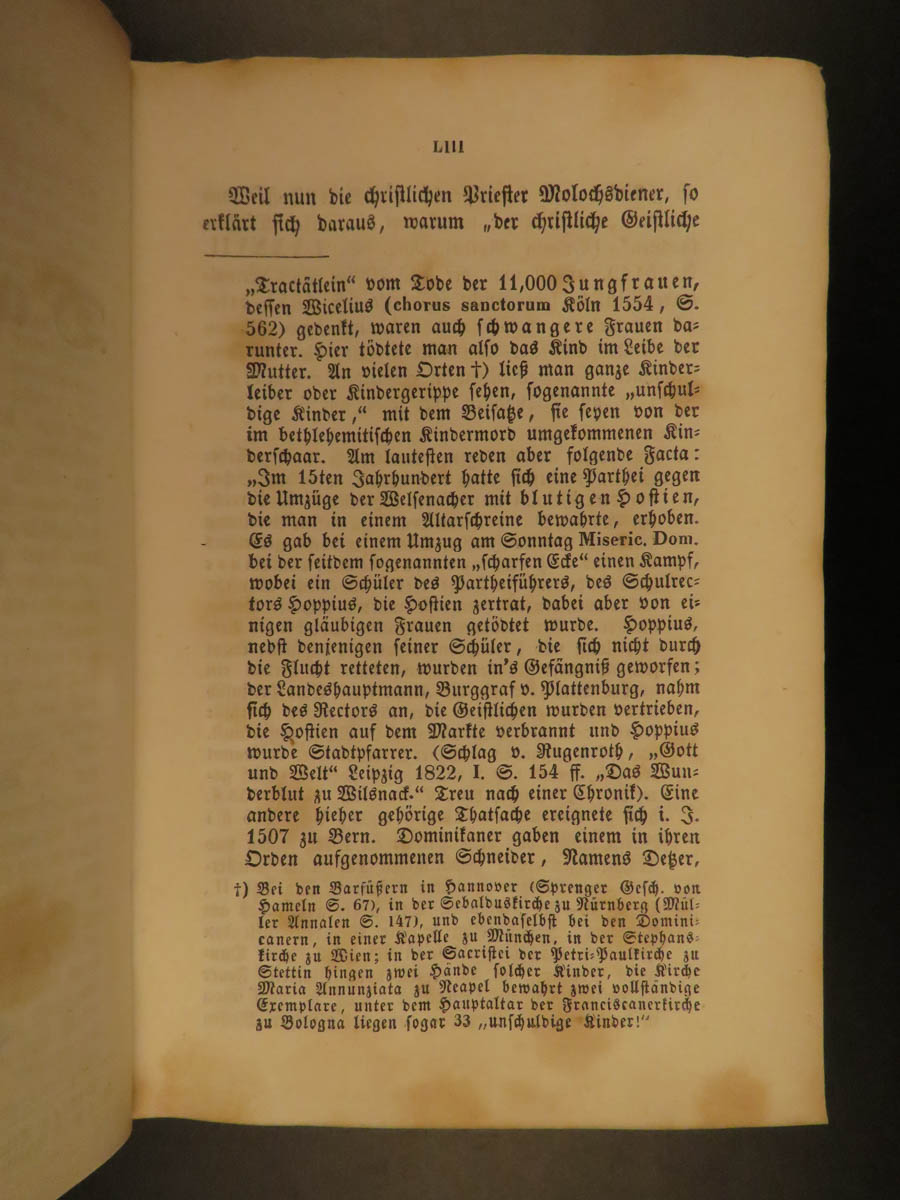 LIII
Weil nun die christlichen Priester Molochsdiener, so
erklärt sich daraus, warum „der christliche Geistliche
„Tractätlein“ vom Tode der 11,000 Jungfrauen,
dessen Wicelius (chorus sanctorum Köln 1554, S.
562) gedenkt, waren auch schwangere Frauen da-
runter. Hier tödtete man also das Kind im Leibe der
Mutter. An vielen Orten †) ließ man ganze Kinder-
leiber oder Kindergerippe sehen, sogenannte „unschul-
dige Kinder,“ mit dem Beisatze, sie seyen von der
im bethlehemitischen Kindermord umgekommenen Kin-
derschaar. Am lautesten reden aber folgende Facta:
„Im 15ten Jahrhundert hatte sich eine Parthei gegen
die Umzüge der Welsenacher mit blutigen Hostien,
die man in einem Altarschreine bewahrte, erhoben.
Es gab bei einem Umzug am Sonntag Miseric. Dom.
bei der seitdem sogenannten „scharfen Ecke“ einen Kampf,
wobei ein Schüler des Partheiführers, des Schulrec-
tors Hoppius, die Hostien zertrat, dabei aber von ei-
nigen gläubigen Frauen getödtet wurde. Hoppius,
nebst denjenigen seiner Schüler, die sich nicht durch
die Flucht retteten, wurden in's Gefängniß geworfen;
der Landeshauptmann, Burggraf v. Plattenburg, nahm
sich des Rectors an, die Geistlichen wurden vertrieben,
die Hostien auf dem Markte verbrannt und Hoppius
wurde Stadtpfarrer. (Schlag v. Rugenroth, „Gott
und Welt“ Leipzig 1822, I. S. 154 ff. „Das Wun-
derblut zu Wilsnack.“ Treu nach einer Chronik). Eine
andere hieher gehörige Thatsache ereignete sich i. J.
1507 zu Bern. Dominikaner gaben einem in ihren
Orden aufgenommenen Schneider, Namens Detzer,
†) Bei den Barfüßern in Hannover (Sprenger Gesch. von
Hameln S. 67), in der Sebalduskirche zu Nürnberg (Mül-
ler Annalen S. 147), und ebendaselbst bei den Domini-
canern, in einer Kapelle zu München, in der Stephans-
kirche zu Wien; in der Sacristei der Petri-Paulkirche zu
Stettin hingen zwei Hände solcher Kinder, die Kirche
Maria Annunziata zu Neapel bewahrt zwei vollständige
Exemplare, unter dem Hauptaltar der Franciscanerkirche
zu Bologna liegen sogar 33 „unschuldige Kinder!“